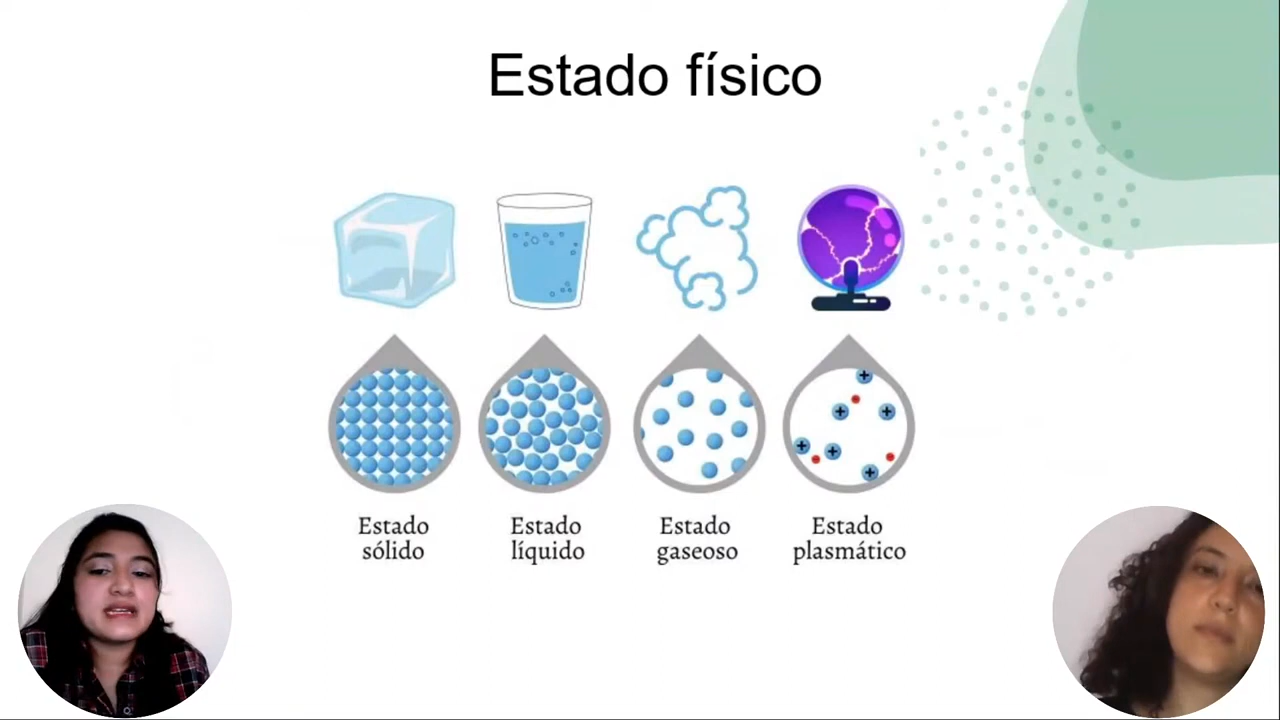 Estado físico
Estado
sólido
Estado
líquido
Estado
gaseoso
Estado
plasmático